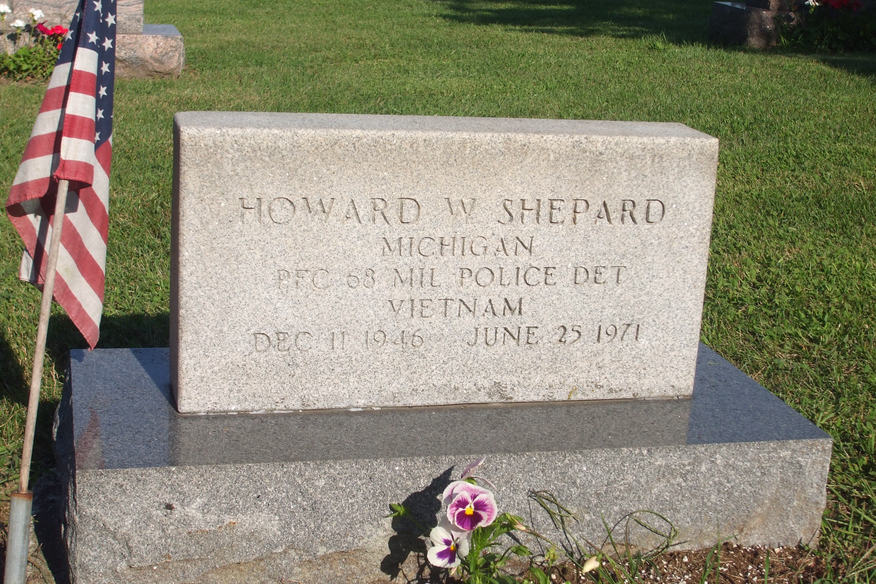 HOWARD W SHEPARD
MICHIGAN
PFC 68 MIL POLICE DET
VIETNAM
DEC 11 1946 JUNE 25 1971